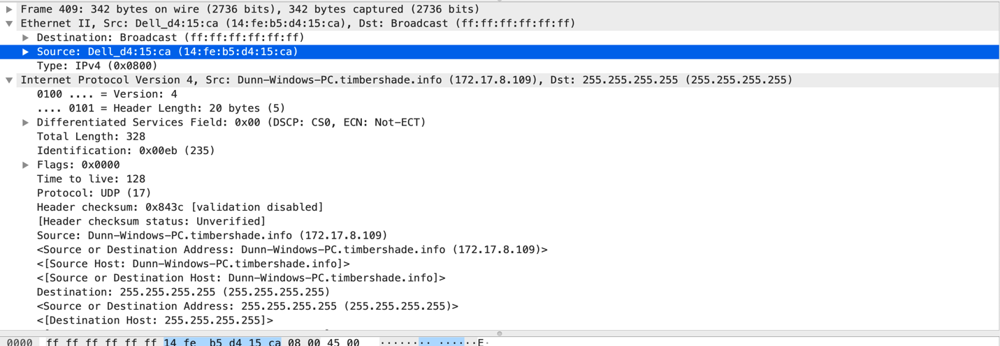 Frame 409: 342 bytes on wire (2736 bits), 342 bytes captured (2736 bits)
Ethernet II, Src: Dell_d4:15:ca (14:fe:b5:d4:15:ca), Dst: Broadcast (ff:ff:ff:ff:ff:ff)
Destination: Broadcast (ff:ff:ff:ff:ff:ff)
Source: Dell_d4:15:ca (14:fe:b5:d4:15:ca)
Type: IPv4 (0x0800)
Internet Protocol Version 4, Src: Dunn-Windows-PC.timbershade.info (172.17.8.109), Dst: 255.255.255.255 (255.255.255.255)
0100 .... = Version: 4
.... 0101 = Header Length: 20 bytes (5)
Differentiated Services Field: 0x00 (DSCP: CS0, ECN: Not-ECT)
Total Length: 328
Identification: 0x00eb (235)
Flags: 0x0000
Time to live: 128
Protocol: UDP (17)
Header checksum: 0x843c [validation disabled]
[Header checksum status: Unverified]
Source: Dunn-Windows-PC.timbershade.info (172.17.8.109)
<Source or Destination Address: Dunn-Windows-PC.timbershade.info (172.17.8.109)>
<[Source Host: Dunn-Windows-PC.timbershade.info]>
<[Source or Destination Host: Dunn-Windows-PC.timbershade.info]>
Destination: 255.255.255.255 (255.255.255.255)
<Source or Destination Address: 255.255.255.255 (255.255.255.255)>
<[Destination Host: 255.255.255.255]>
0000 ff ff ff ff ff ff 14 fe b5 d4 15 ca 08 00 45 00 ········ ······E·